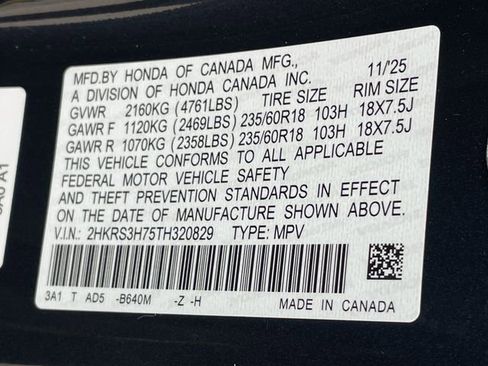 MFD.BY HONDA OF CANADA MFG., 11/'25
A DIVISION OF HONDA CANADA INC.
GVWR 2160KG (4761LBS) TIRE SIZE RIM SIZE
GAWR F 1120KG (2469LBS) 235/60R18 103H 18X7.5J
GAWR R 1070KG (2358LBS) 235/60R18 103H 18X7.5J
THIS VEHICLE CONFORMS TO ALL APPLICABLE
FEDERAL MOTOR VEHICLE SAFETY
AND THEFT PREVENTION STANDARDS IN EFFECT
ON THE DATE OF MANUFACTURE SHOWN ABOVE.
V.I.N.: 2HKRS3H75TH320829 TYPE: MPV
3A1 T AD5 -B640M -Z -H
MADE IN CANADA